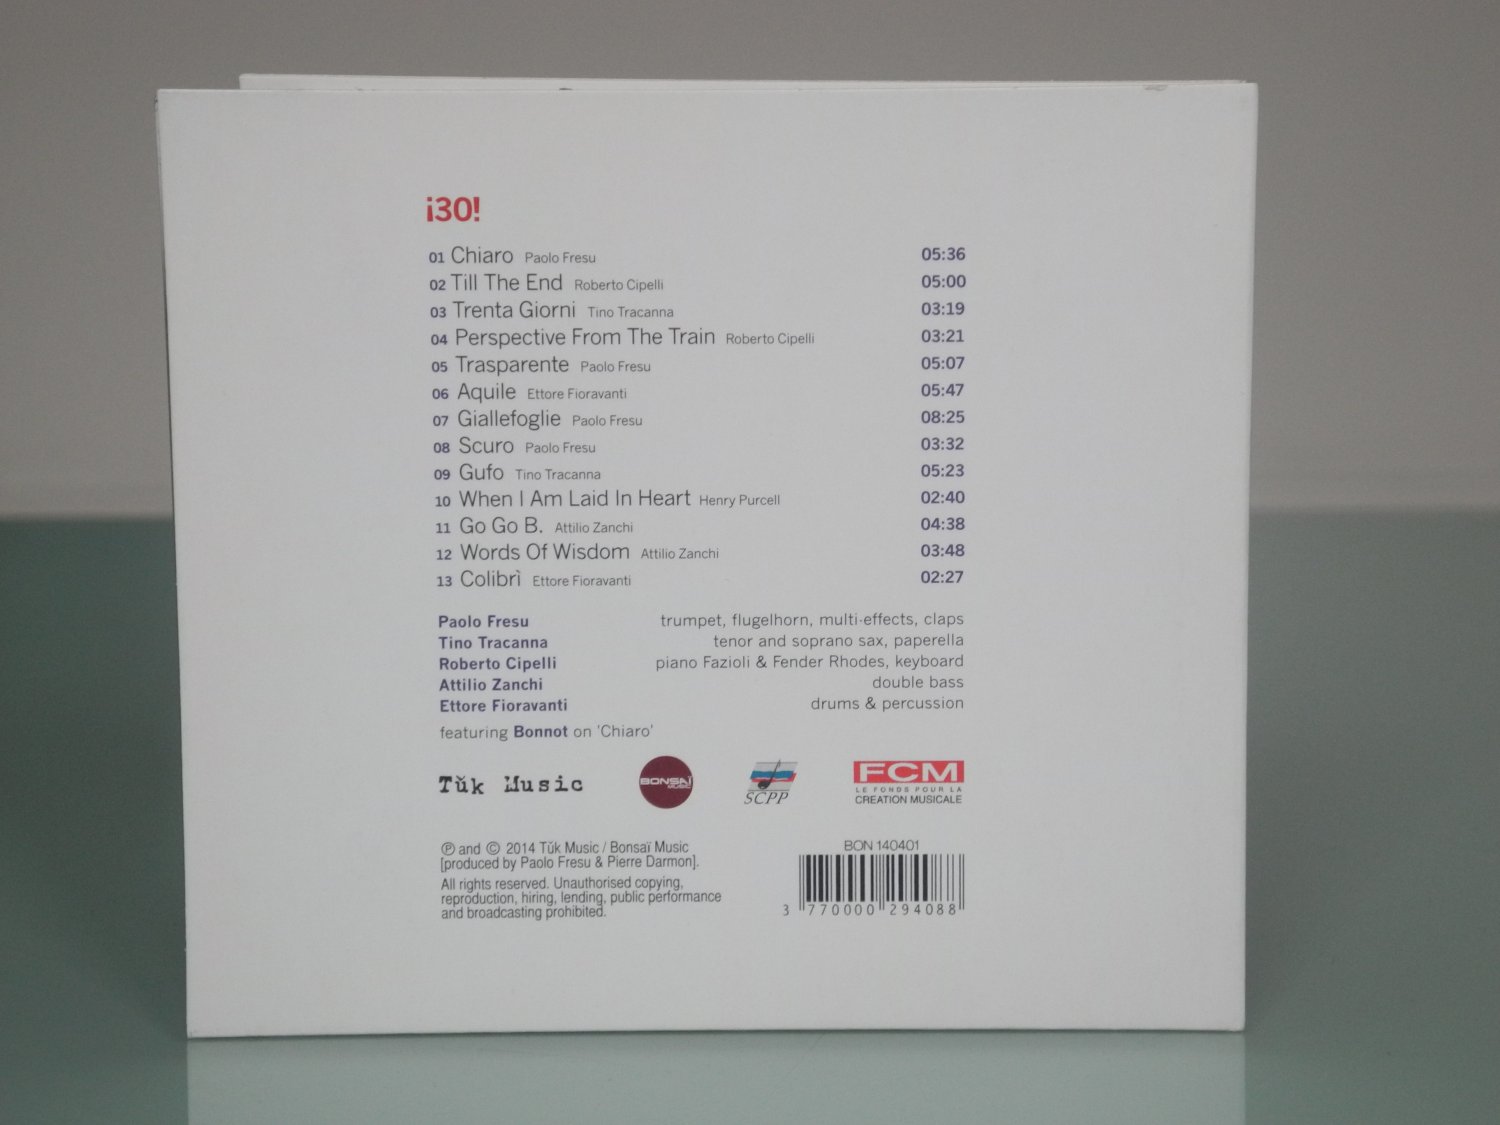 ¡30!
01 Chiaro Paolo Fresu 05:36
02 Till The End Roberto Cipelli 05:00
03 Trenta Giorni Tino Tracanna 03:19
04 Perspective From The Train Roberto Cipelli 03:21
05 Trasparente Paolo Fresu 05:07
06 Aquile Ettore Fioravanti 05:47
07 Giallefoglie Paolo Fresu 08:25
08 Scuro Paolo Fresu 03:32
09 Gufo Tino Tracanna 05:23
10 When I Am Laid In Heart Henry Purcell 02:40
11 Go Go B. Attilio Zanchi 04:38
12 Words Of Wisdom Attilio Zanchi 03:48
13 Colibrì Ettore Fioravanti 02:27
Paolo Fresu trumpet, flugelhorn, multi-effects, claps
Tino Tracanna tenor and soprano sax, paperella
Roberto Cipelli piano Fazioli & Fender Rhodes, keyboard
Attilio Zanchi double bass
Ettore Fioravanti drums & percussion
featuring Bonnot on 'Chiaro'
Tŭk Music
BONSAÏ
MUSIC
SCPP
FCM
LE FONDS POUR LA
CREATION MUSICALE
℗ and © 2014 Tŭk Music / Bonsaï Music
[produced by Paolo Fresu & Pierre Darmon].
All rights reserved. Unauthorised copying,
reproduction, hiring, lending, public performance
and broadcasting prohibited.
BON 140401
3 770000 294088